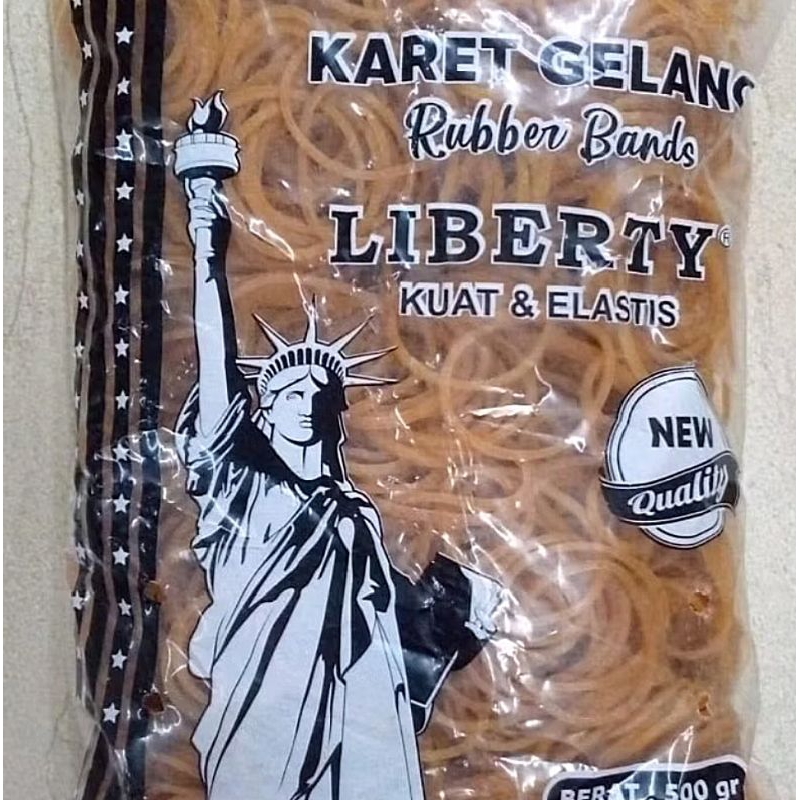 KARET GELANG
Rubber Bands
LIBERTY®
KUAT & ELASTIS
NEW
Quality
BERAT : 500 gr